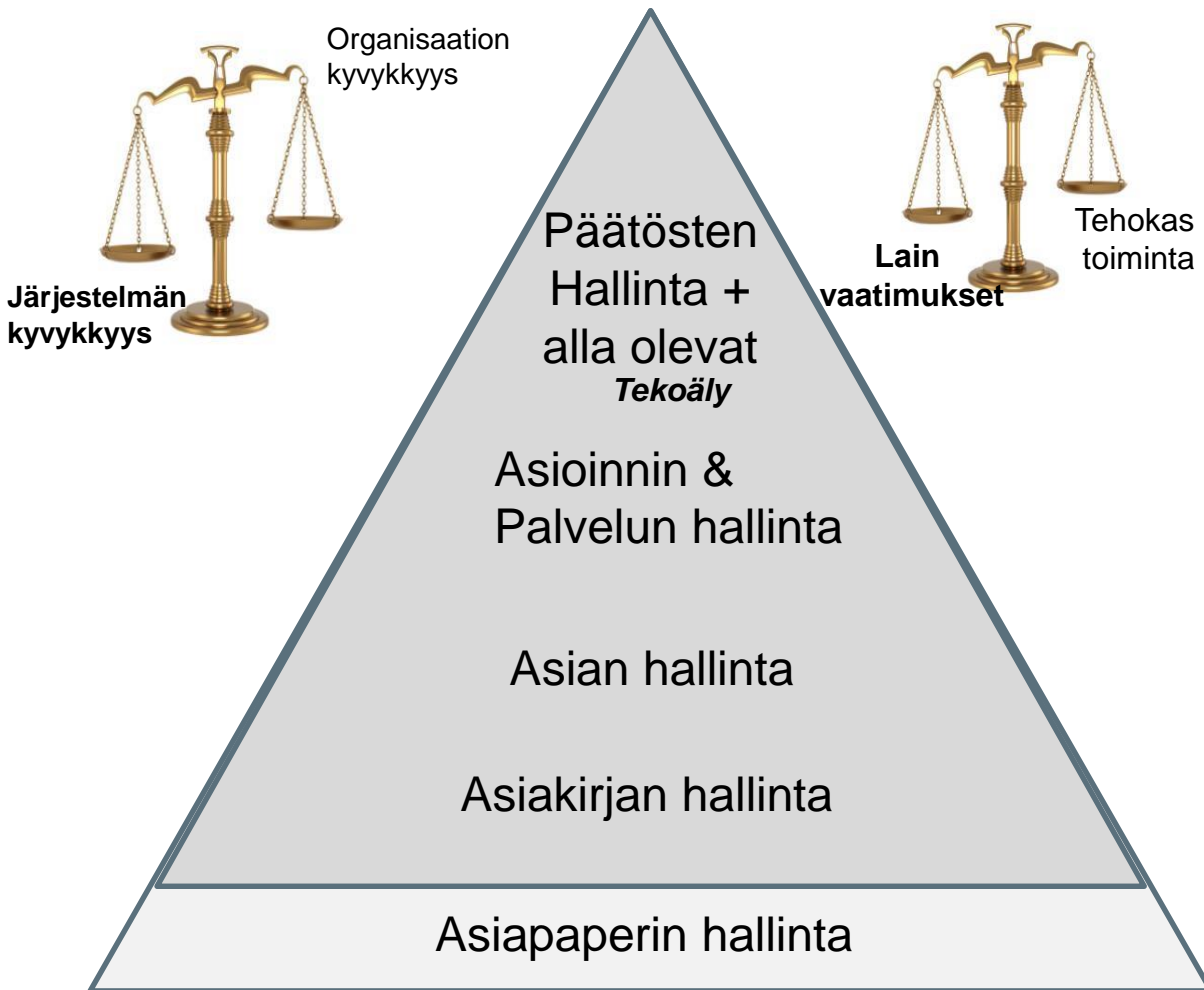 Organisaation
kyvykkyys
Järjestelmän
kyvykkyys
Lain
vaatimukset
Tehokas
toiminta
Päätösten
Hallinta +
alla olevat
Tekoäly
Asioinnin &
Palvelun hallinta
Asian hallinta
Asiakirjan hallinta
Asiapaperin hallinta